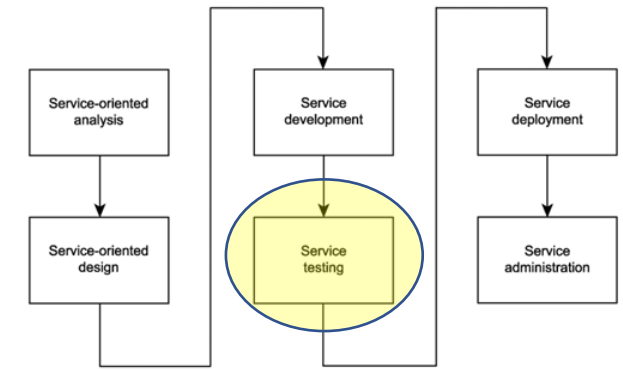 Service-oriented
analysis
Service-oriented
design
Service
development
Service
testing
Service
deployment
Service
administration